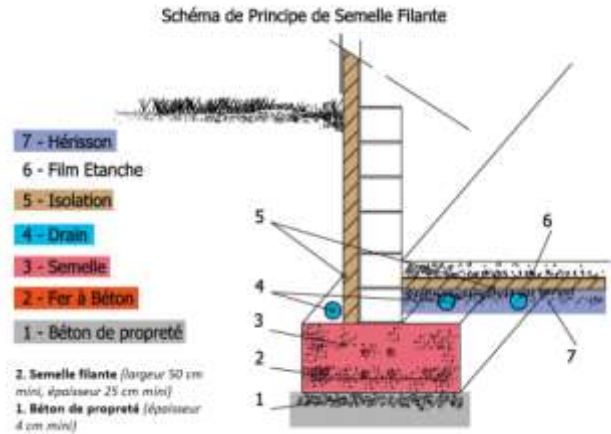 Schéma de Principe de Semelle Filante
7 - Hérisson
6 - Film Etanche
5 - Isolation
4 - Drain
3 - Semelle
2 - Fer à Béton
1 - Béton de propreté
2. Semelle filante (largeur 50 cm
mini, épaisseur 25 cm mini)
1. Béton de propreté (épaisseur
4 cm mini)
5
6
4
3
7
2
1